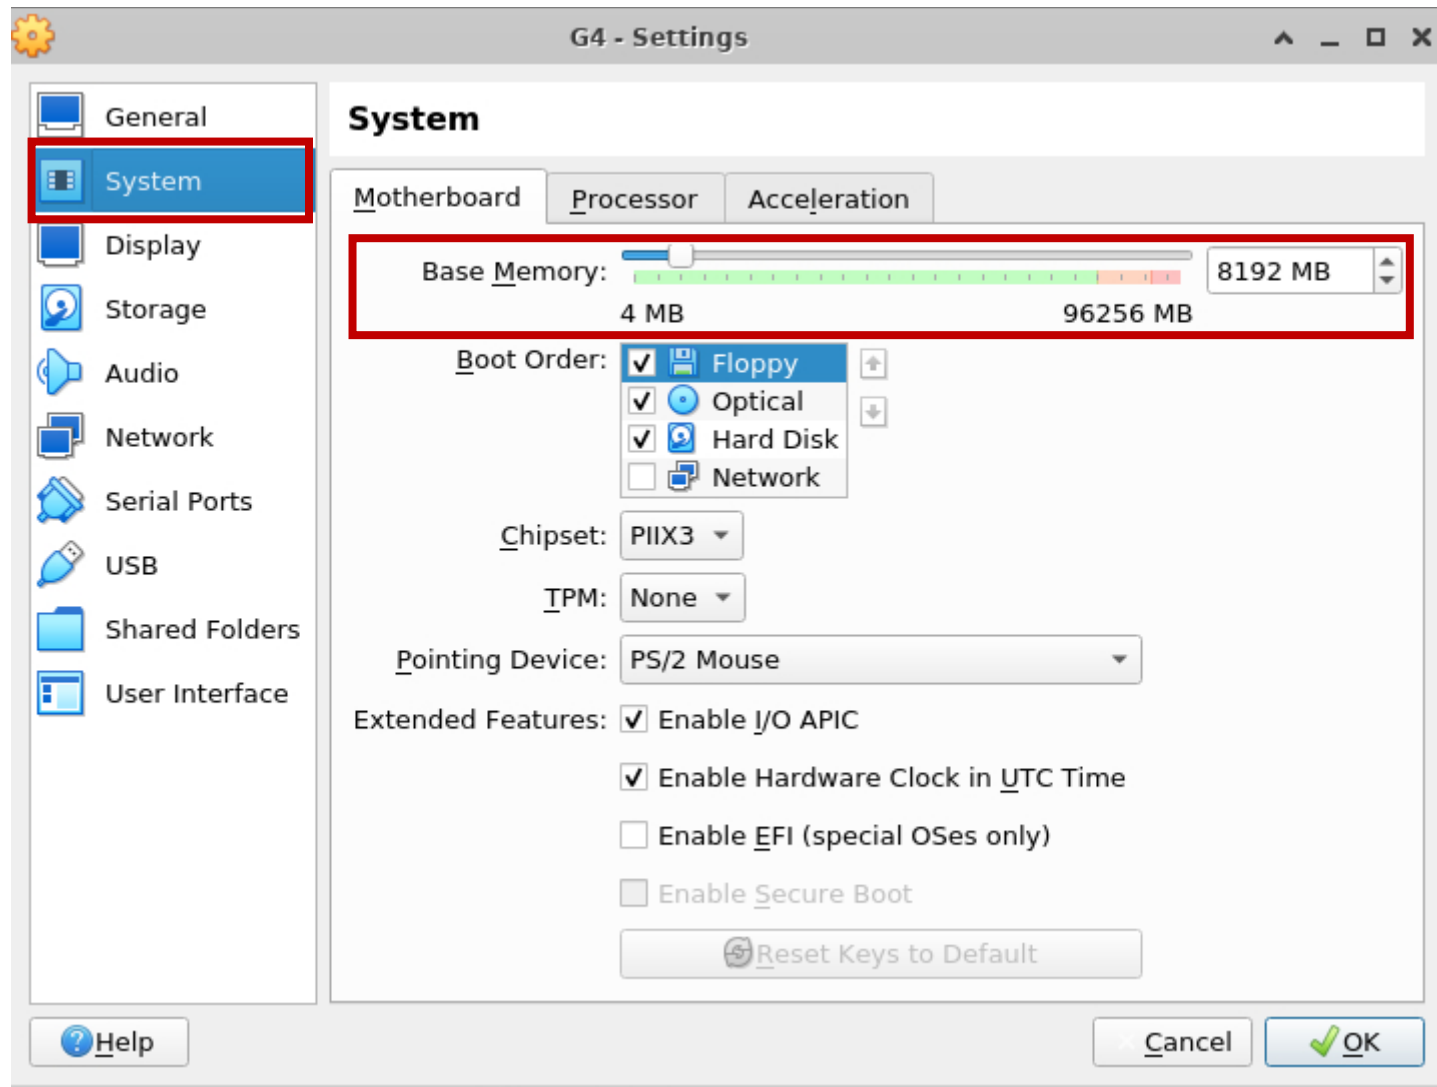 G4 - Settings
General
System
Display
Storage
Audio
Network
Serial Ports
USB
Shared Folders
User Interface
System
Motherboard Processor Acceleration
Base Memory: 8192 MB
4 MB 96256 MB
Boot Order: Floppy
Optical
Hard Disk
Network
Chipset: PIIX3
TPM: None
Pointing Device: PS/2 Mouse
Extended Features: Enable I/O APIC
Enable Hardware Clock in UTC Time
Enable EFI (special OSes only)
Enable Secure Boot
Reset Keys to Default
Help Cancel OK